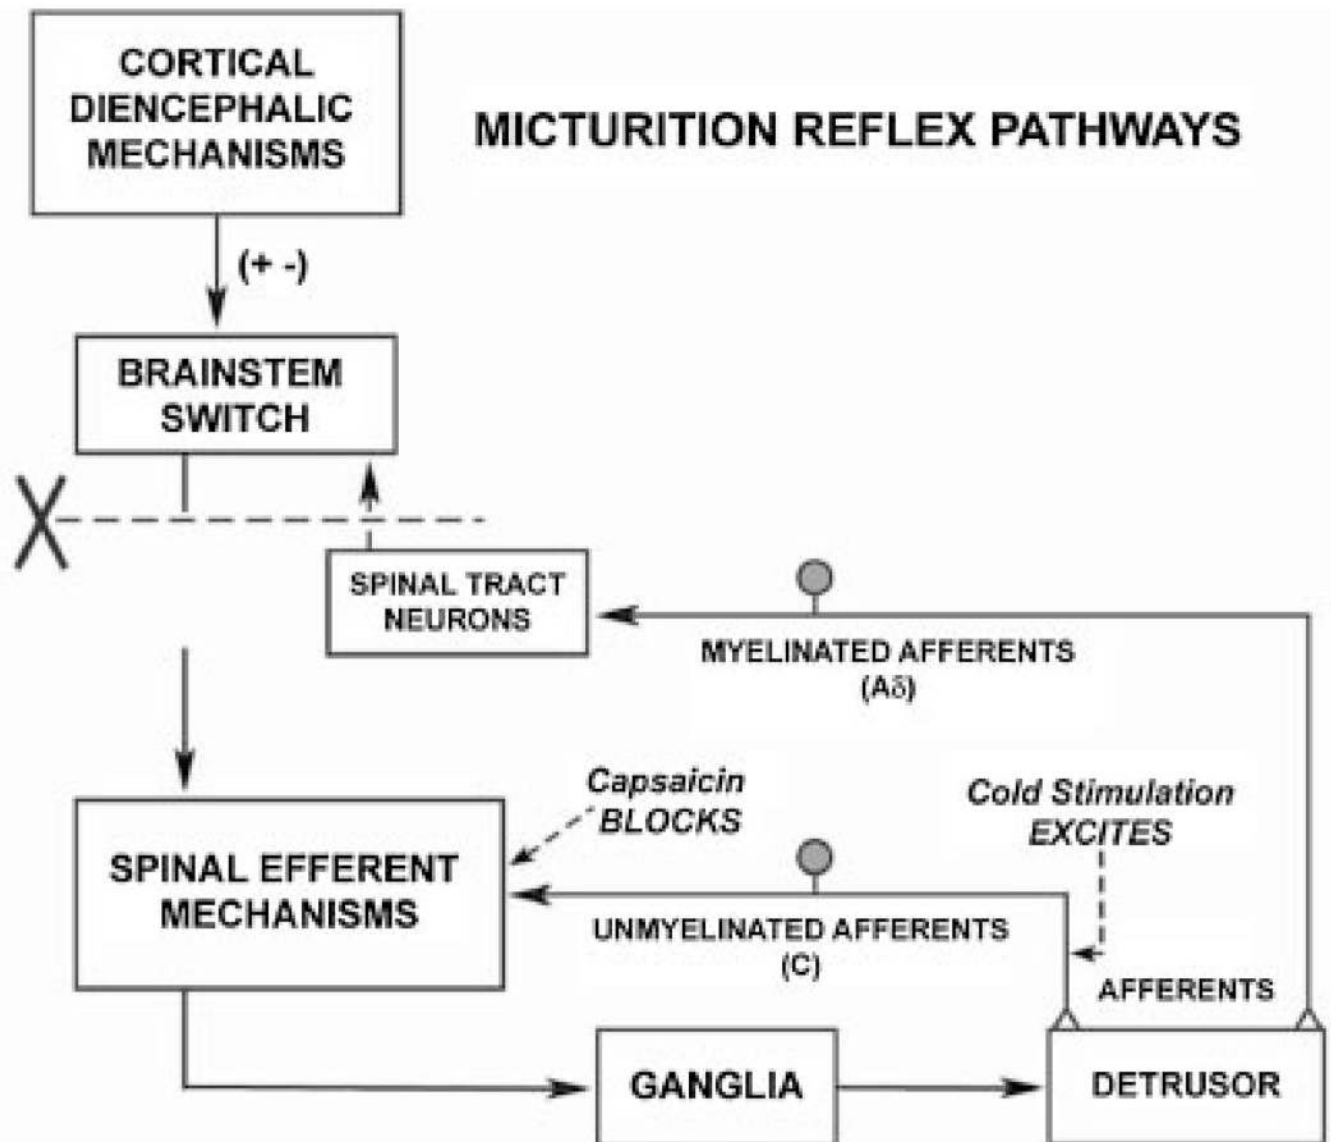 CORTICAL
DIENCEPHALIC
MECHANISMS
MICTURITION REFLEX PATHWAYS
(+ -)
BRAINSTEM
SWITCH
SPINAL TRACT
NEURONS
MYELINATED AFFERENTS
(Aδ)
Capsaicin
BLOCKS
Cold Stimulation
EXCITES
SPINAL EFFERENT
MECHANISMS
UNMYELINATED AFFERENTS
(C)
AFFERENTS
GANGLIA
DETRUSOR